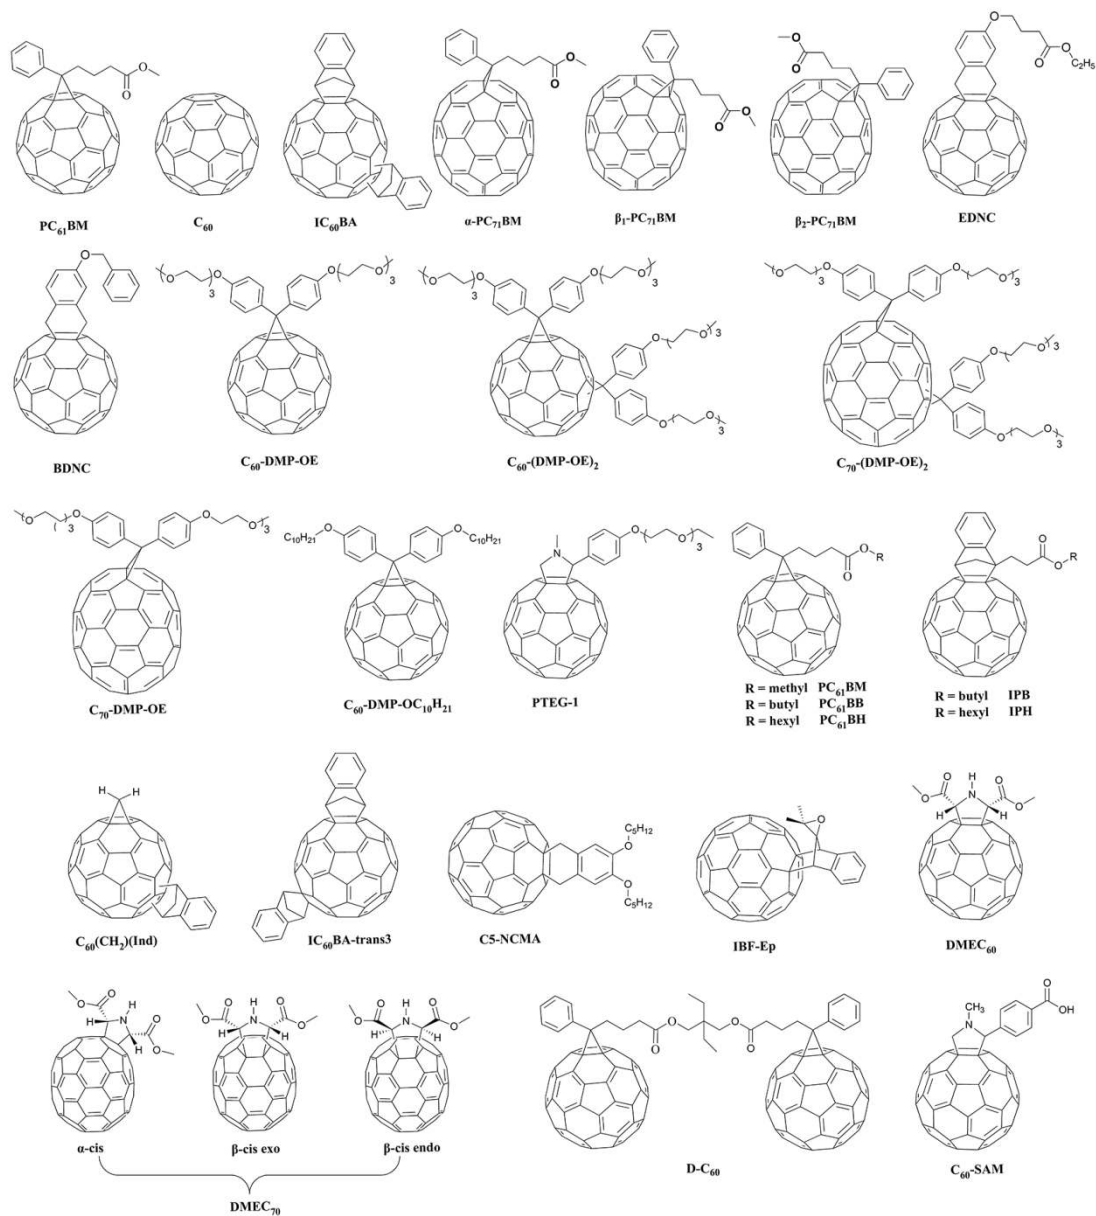 PC61BM
C60
IC60BA
α-PC71BM
β1-PC71BM
β2-PC71BM
EDNC
BDNC
C60-DMP-OE
C60-(DMP-OE)2
C70-(DMP-OE)2
C70-DMP-OE
C60-DMP-OC10H21
PTEG-1
R = methyl PC61BM
R = butyl PC61BB
R = hexyl PC61BH
R = butyl IPB
R = hexyl IPH
C60(CH2)(Ind)
IC60BA-trans3
C5-NCMA
IBF-Ep
DMEC60
α-cis
β-cis exo
β-cis endo
DMEC70
D-C60
C60-SAM